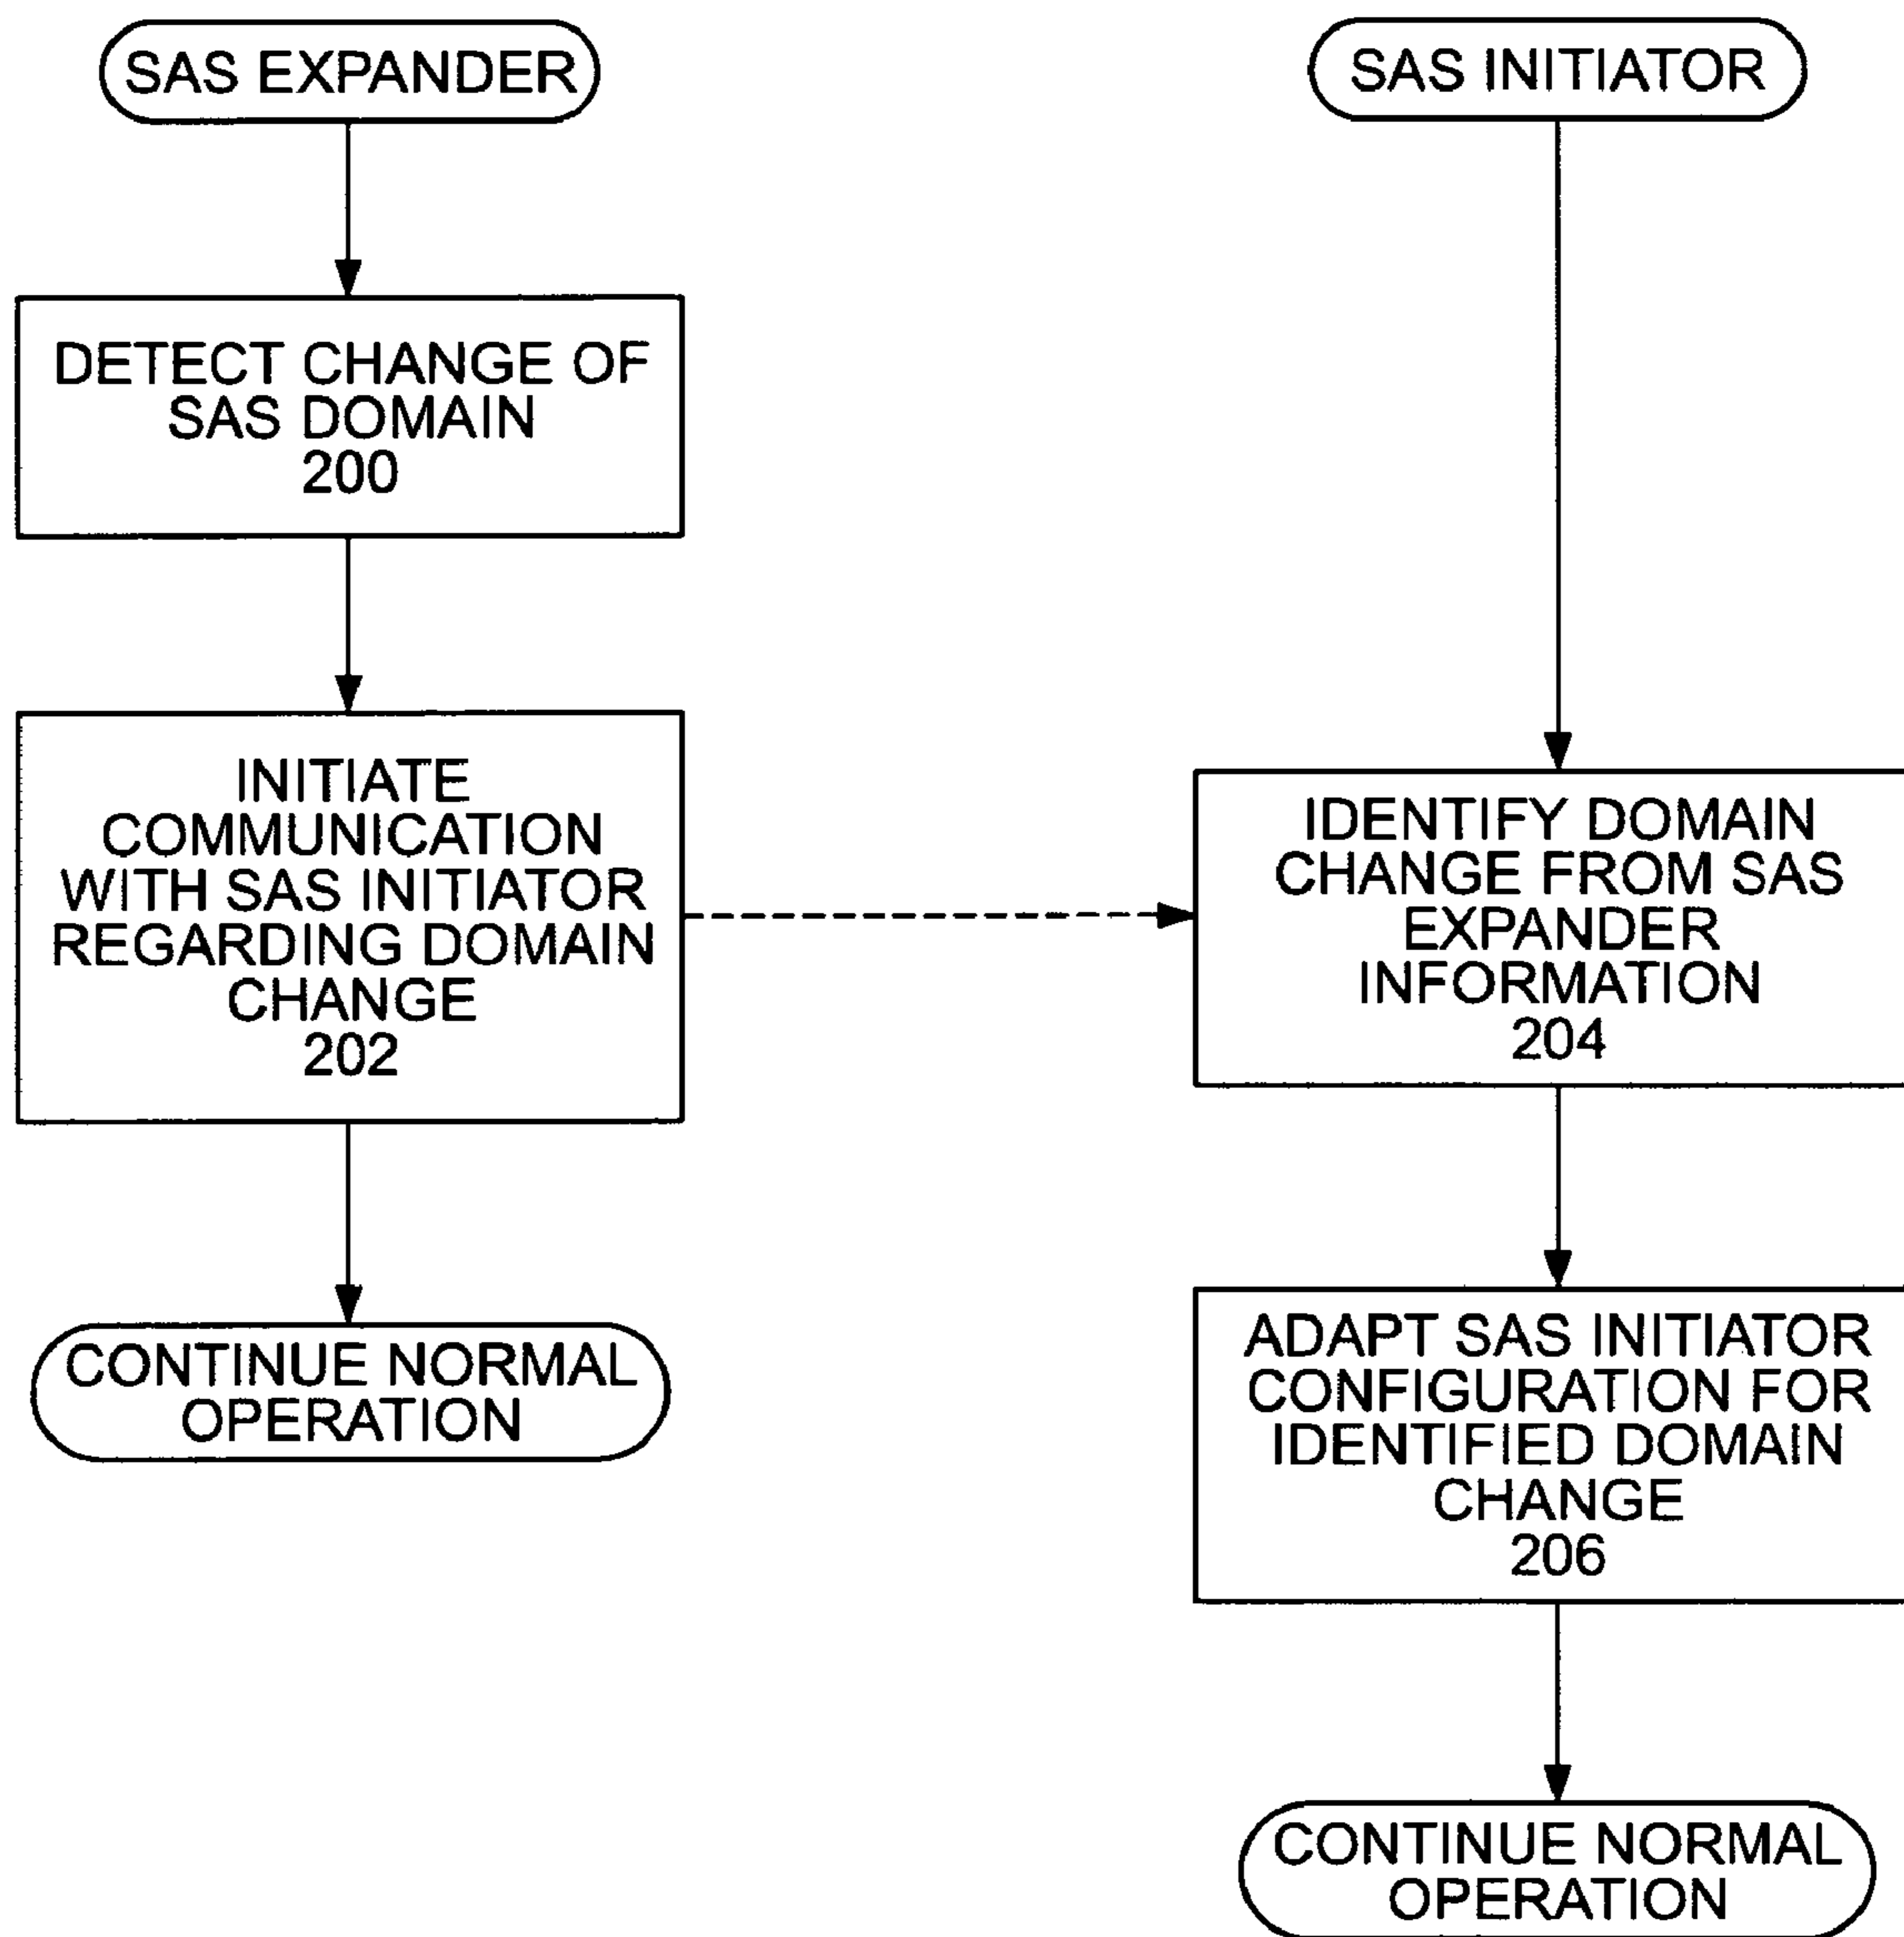 SAS EXPANDER
DETECT CHANGE OF
SAS DOMAIN
200
INITIATE
COMMUNICATION
WITH SAS INITIATOR
REGARDING DOMAIN
CHANGE
202
CONTINUE NORMAL
OPERATION
SAS INITIATOR
IDENTIFY DOMAIN
CHANGE FROM SAS
EXPANDER
INFORMATION
204
ADAPT SAS INITIATOR
CONFIGURATION FOR
IDENTIFIED DOMAIN
CHANGE
206
CONTINUE NORMAL
OPERATION